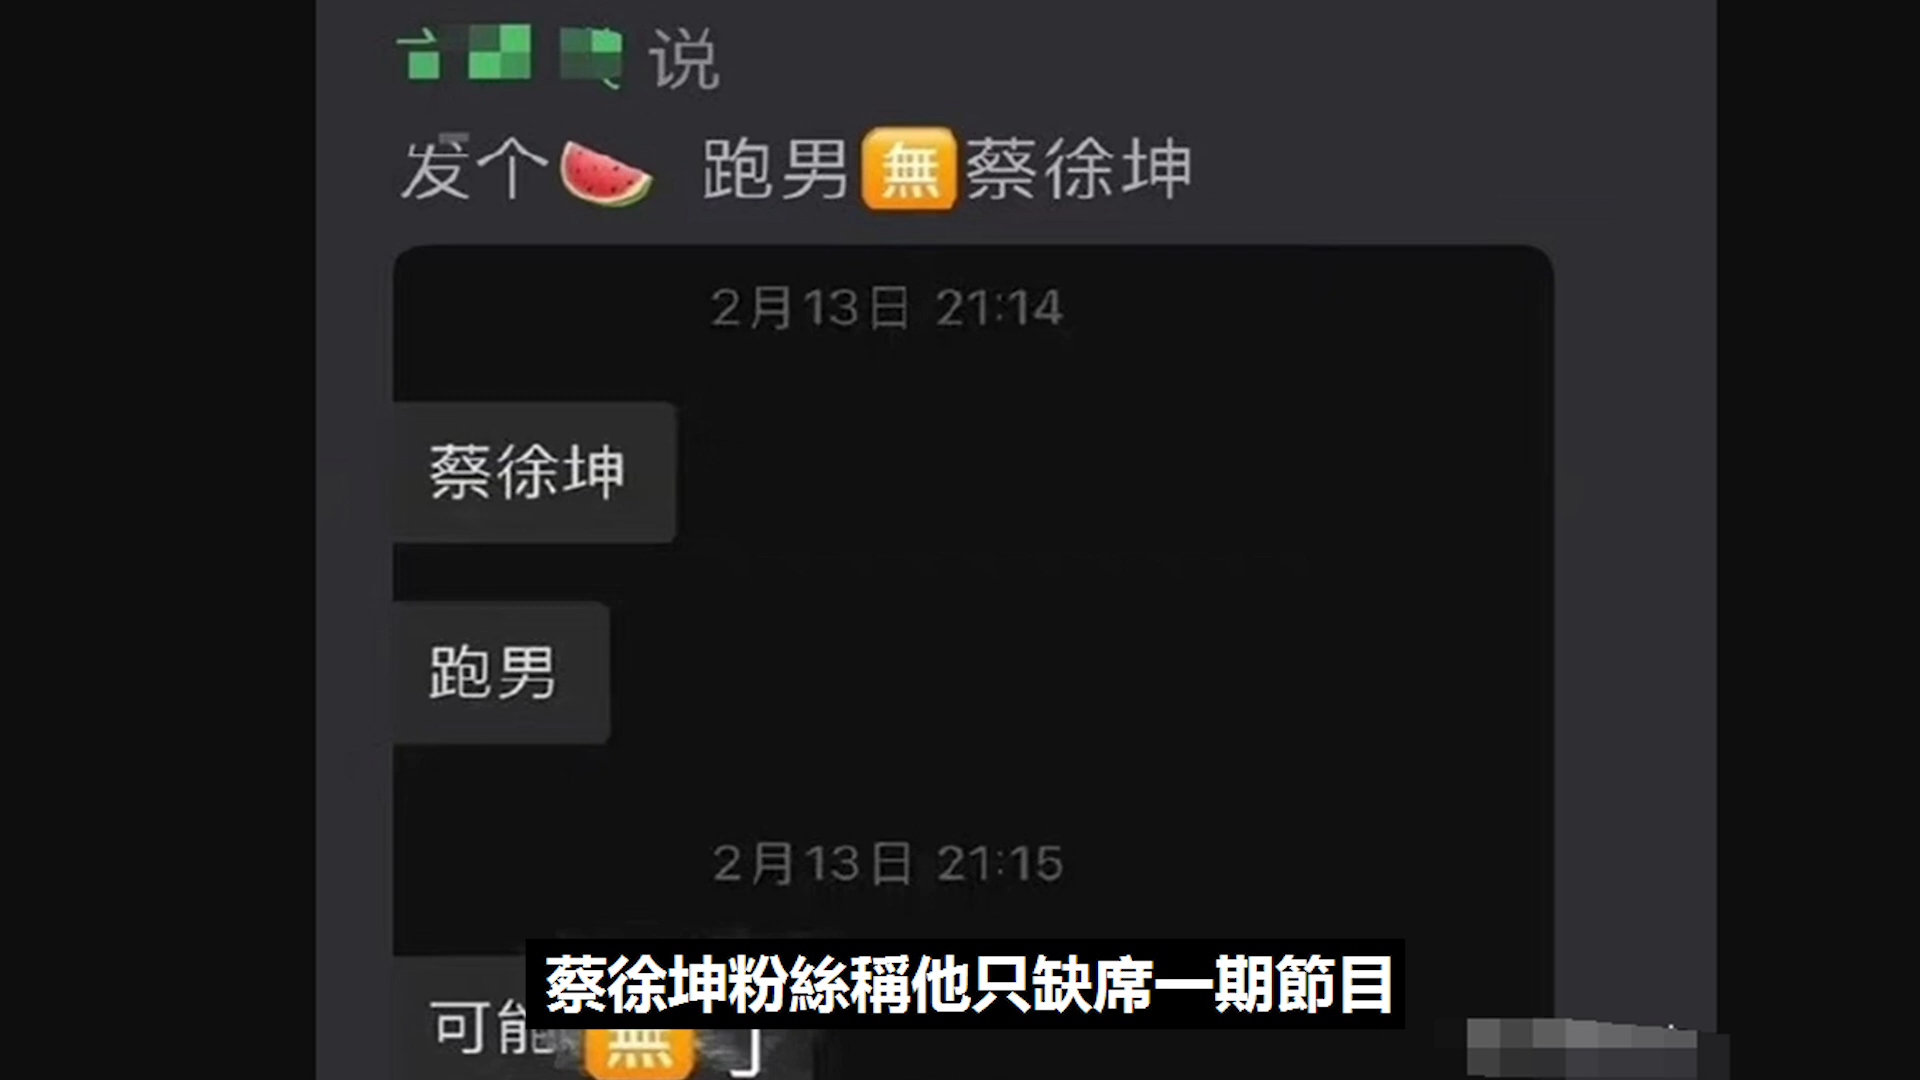 说
发个🍉 跑男🈚蔡徐坤
2月13日 21:14
蔡徐坤
跑男
2月13日 21:15
可能🈚了
蔡徐坤粉絲稱他只缺席一期節目